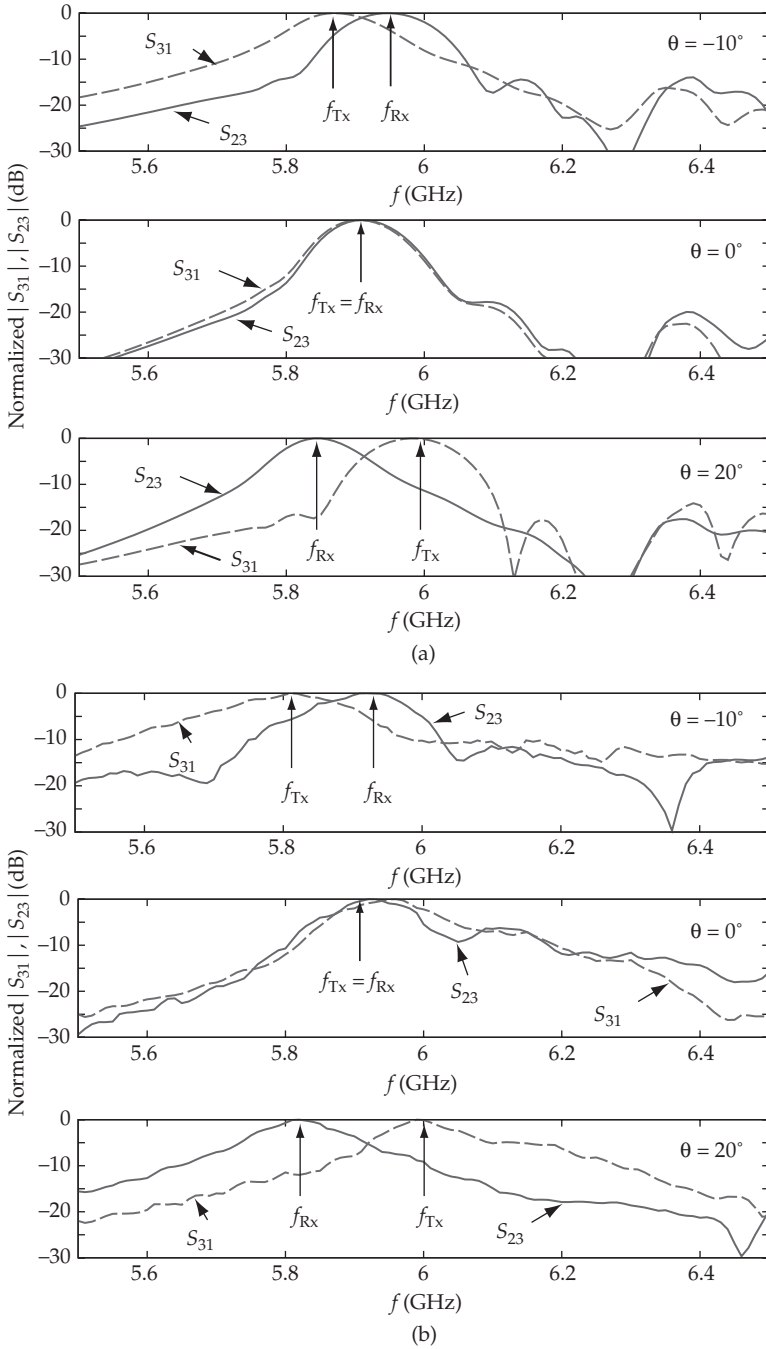 Normalized |S31|, |S23| (dB)
0
−10
−20
−30
S31
S23
fTx
fRx
θ = −10°
5.6
5.8
6
6.2
6.4
f (GHz)
0
−10
−20
−30
S31
S23
fTx = fRx
θ = 0°
5.6
5.8
6
6.2
6.4
f (GHz)
0
−10
−20
−30
S23
S31
fRx
fTx
θ = 20°
5.6
5.8
6
6.2
6.4
f (GHz)
(a)
Normalized |S31|, |S23| (dB)
0
−10
−20
−30
S31
fTx
fRx
S23
θ = −10°
5.6
5.8
6
6.2
6.4
f (GHz)
0
−10
−20
−30
fTx = fRx
S23
S31
θ = 0°
5.6
5.8
6
6.2
6.4
f (GHz)
0
−10
−20
−30
S31
fRx
fTx
S23
θ = 20°
5.6
5.8
6
6.2
6.4
f (GHz)
(b)